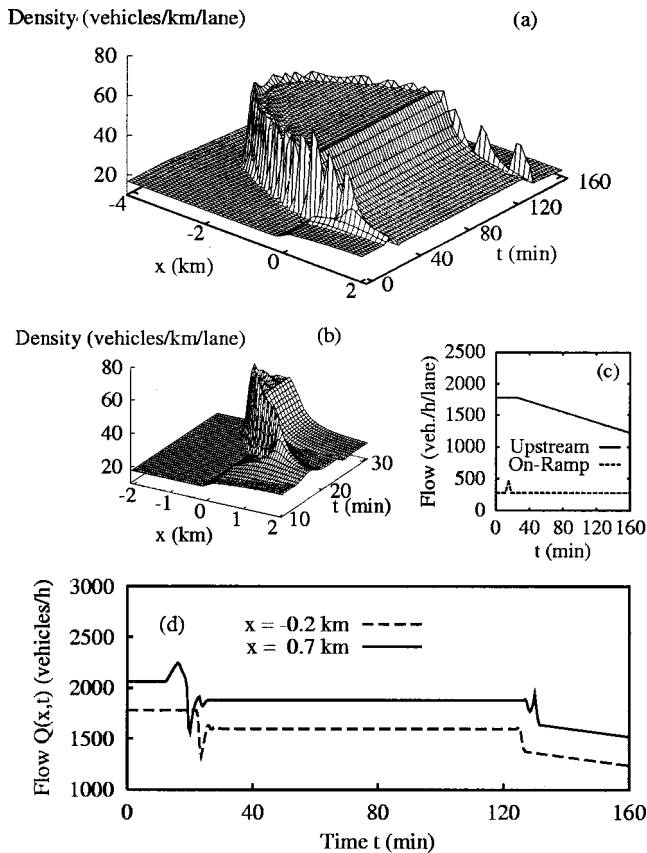 Density (vehicles/km/lane)
(a)
80
60
40
20
-4
-2
0
2
x (km)
0
40
80
120
160
t (min)
Density (vehicles/km/lane)
(b)
80
60
40
20
-2
-1
0
1
2
x (km)
10
20
30
t (min)
(c)
2500
2000
1500
1000
500
0
Flow (veh./h/lane)
Upstream
On-Ramp
0 40 80 120 160
t (min)
(d)
3000
2500
2000
1500
1000
Flow Q(x,t) (vehicles/h)
x = -0.2 km
x = 0.7 km
0 40 80 120 160
Time t (min)